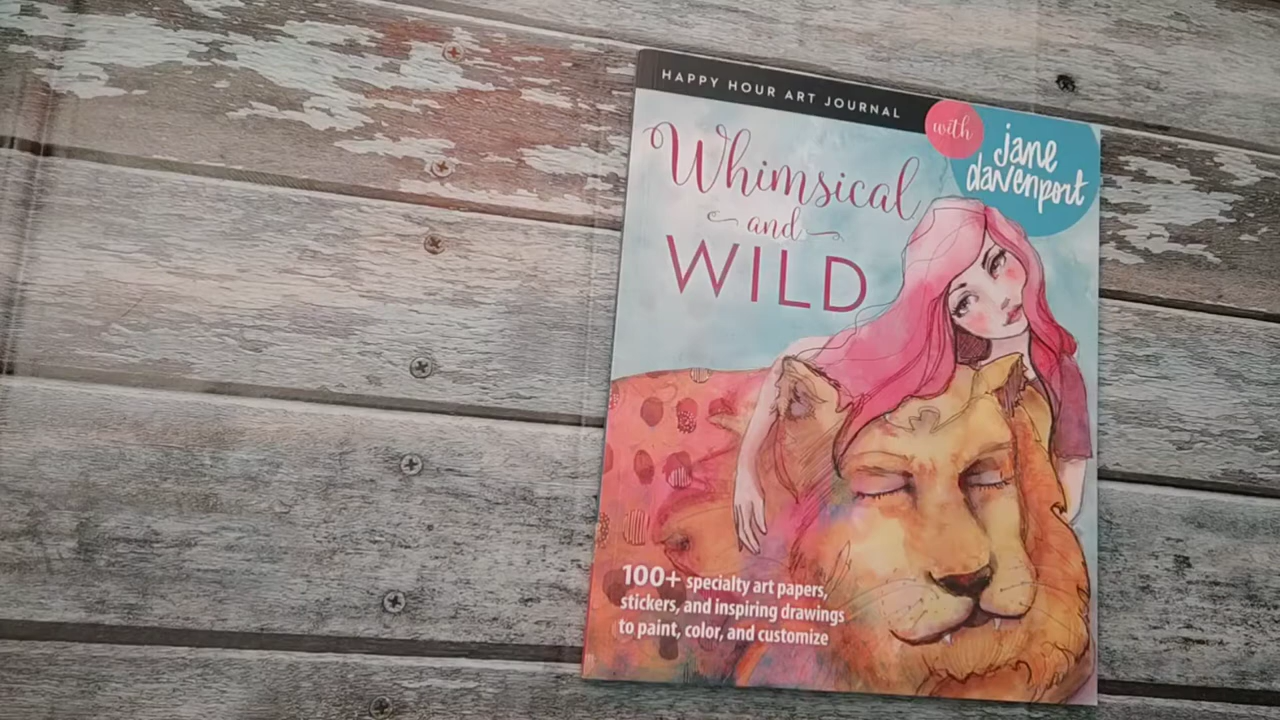 HAPPY HOUR ART JOURNAL
with
jane
davenport
Whimsical
and
WILD
100+ specialty art papers,
stickers, and inspiring drawings
to paint, color, and customize